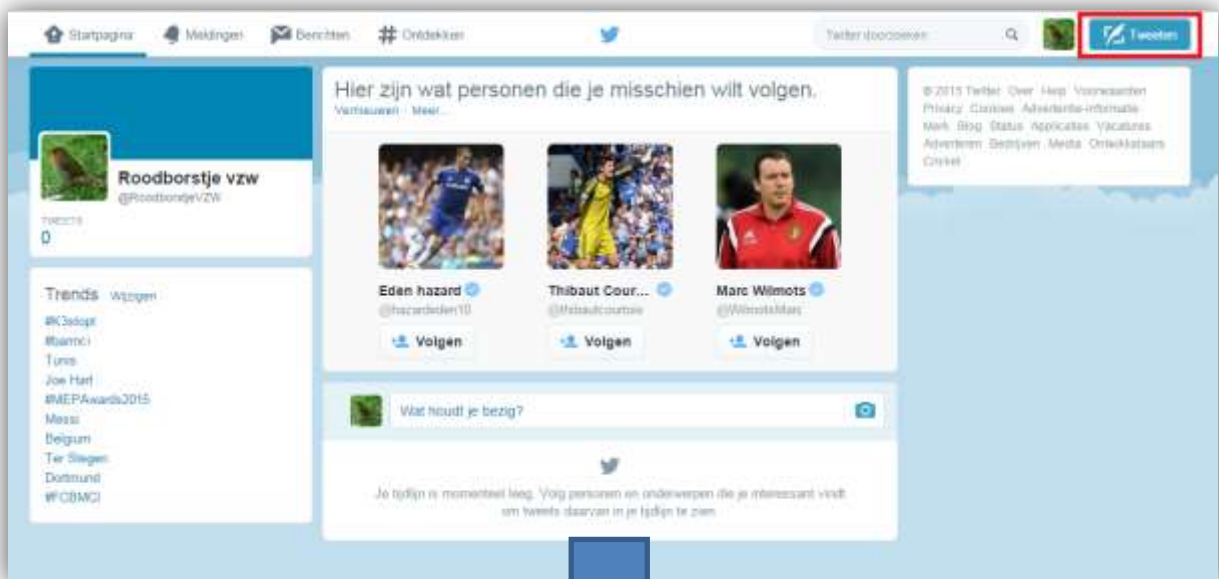 Startpagina Meldingen Berichten Ontdekken Twitter doorzoeken Tweeten
Roodborstje vzw
@RoodborstjeVZW
TWEETS
0
Trends Wijzigen
#K3stopt
#barmci
Tunis
Joe Hart
#MEPAwards2015
Messi
Belgium
Ter Stegen
Dortmund
#FCBMCI
Hier zijn wat personen die je misschien wilt volgen.
Vernieuwen · Meer...
Eden hazard
@hazardeden10
Volgen
Thibaut Cour...
@thibautcourtois
Volgen
Marc Wilmots
@WilmotsMarc
Volgen
Wat houdt je bezig?
Je tijdlijn is momenteel leeg. Volg personen en onderwerpen die je interessant vindt
om tweets daarvan in je tijdlijn te zien.
© 2015 Twitter Over Help Voorwaarden
Privacy Cookies Advertentie-informatie
Merk Blog Status Applicaties Vacatures
Adverteren Bedrijven Media Ontwikkelaars